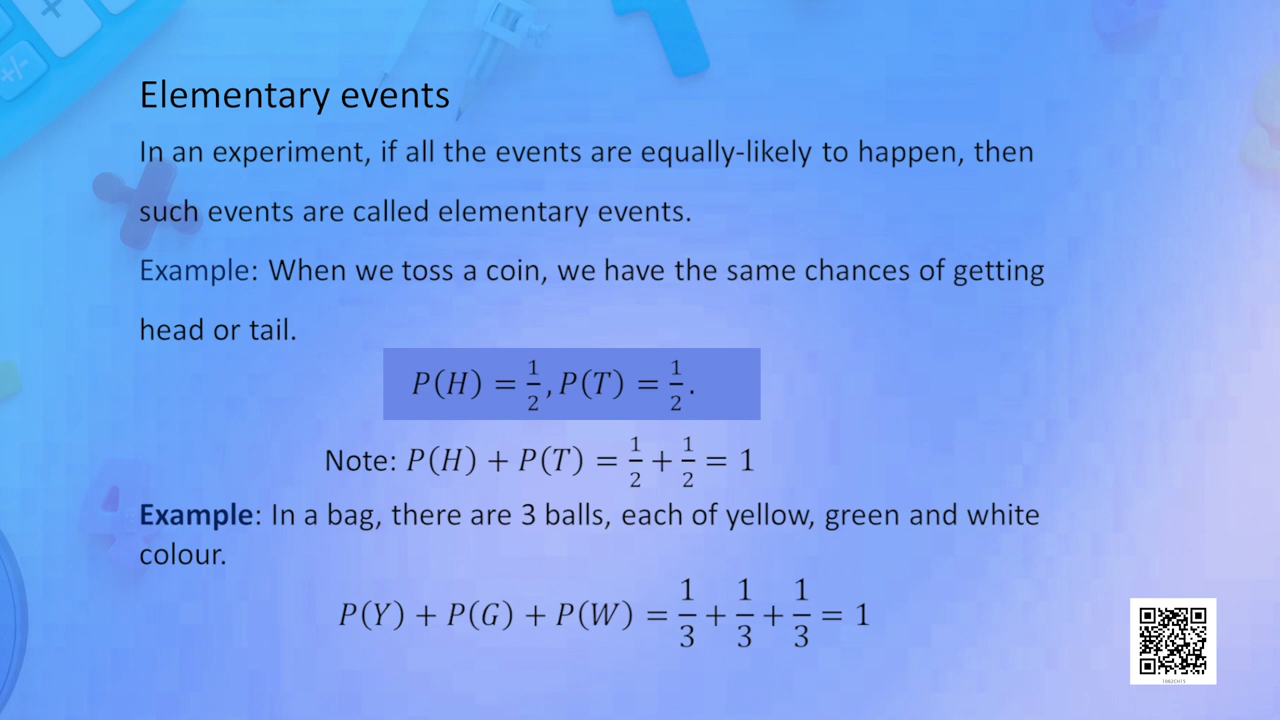 Elementary events
In an experiment, if all the events are equally-likely to happen, then
such events are called elementary events.
Example: When we toss a coin, we have the same chances of getting
head or tail.
P(H) = 1/2, P(T) = 1/2.
Note: P(H) + P(T) = 1/2 + 1/2 = 1
Example: In a bag, there are 3 balls, each of yellow, green and white
colour.
P(Y) + P(G) + P(W) = 1/3 + 1/3 + 1/3 = 1
1062CH15